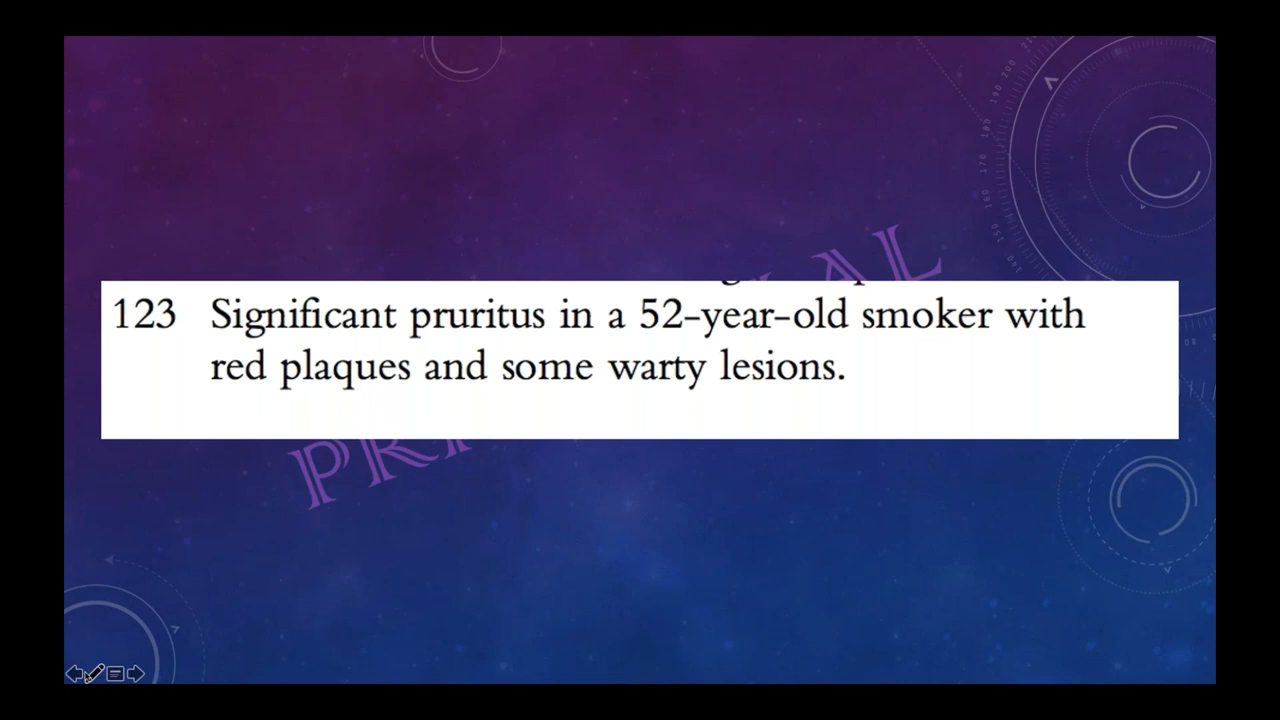 123 Significant pruritus in a 52-year-old smoker with
red plaques and some warty lesions.